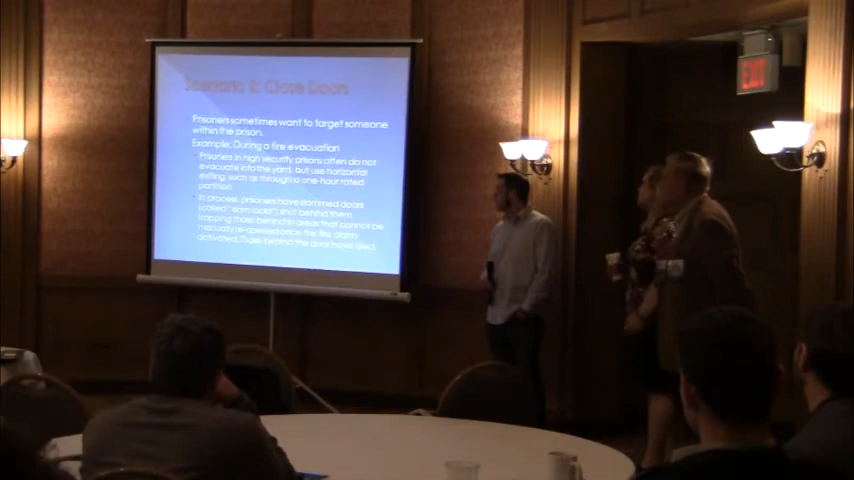 Scenario 2: Close Doors
Prisoners sometimes want to target someone
within the prison.
Example: During a fire evacuation
Prisoners in high security prisons often do not
evacuate into the yard, but use horizontal
exiting, such as through a one-hour rated
partition.
In process, prisoners have slammed doors
(called "slam locks") shut behind them,
trapping those behind in areas that cannot be
manually re-opened once the fire alarm
activated. Those behind the door have died.
EXIT